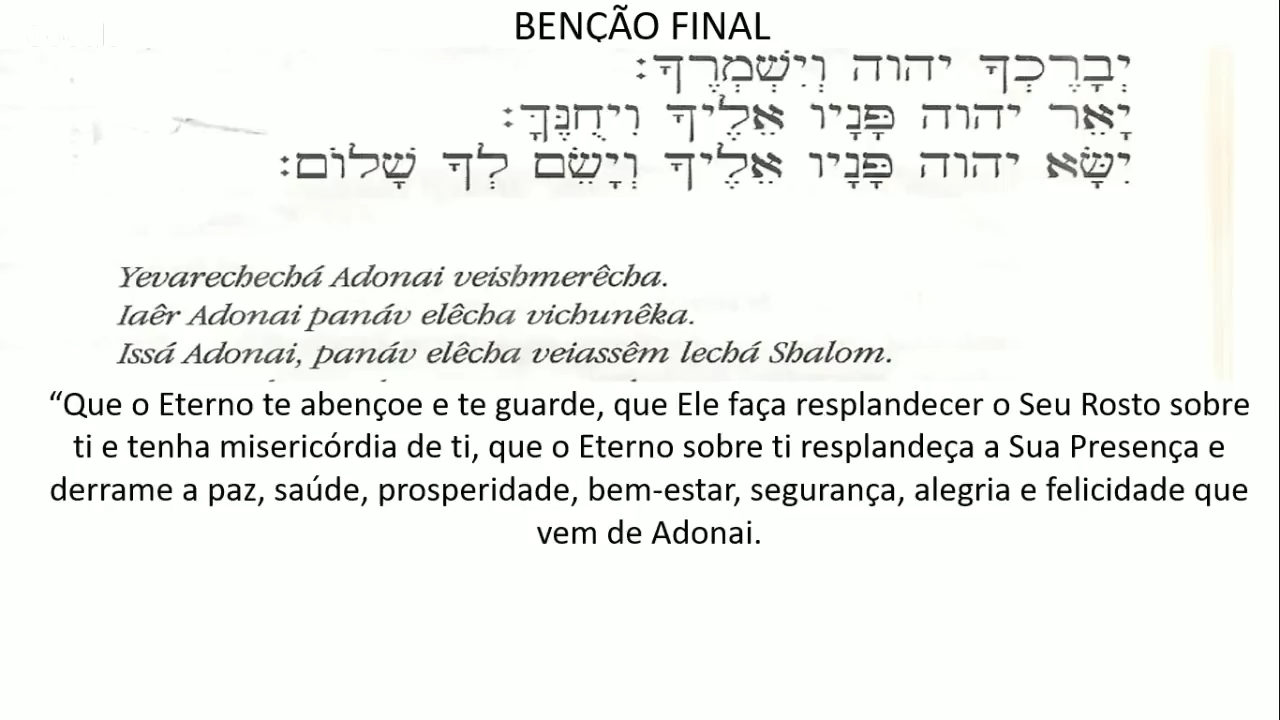 BENÇÃO FINAL
יְבָרֶכְךָ יהוה וְיִשְׁמְרֶךָ:
יָאֵר יהוה פָּנָיו אֵלֶיךָ וִיחֻנֶּךָּ:
יִשָּׂא יהוה פָּנָיו אֵלֶיךָ וְיָשֵׂם לְךָ שָׁלוֹם:
Yevarechechá Adonai veishmerêcha.
Iaêr Adonai panáv elêcha vichunêka.
Issá Adonai, panáv elêcha veiassêm lechá Shalom.
“Que o Eterno te abençoe e te guarde, que Ele faça resplandecer o Seu Rosto sobre
ti e tenha misericórdia de ti, que o Eterno sobre ti resplandeça a Sua Presença e
derrame a paz, saúde, prosperidade, bem-estar, segurança, alegria e felicidade que
vem de Adonai.